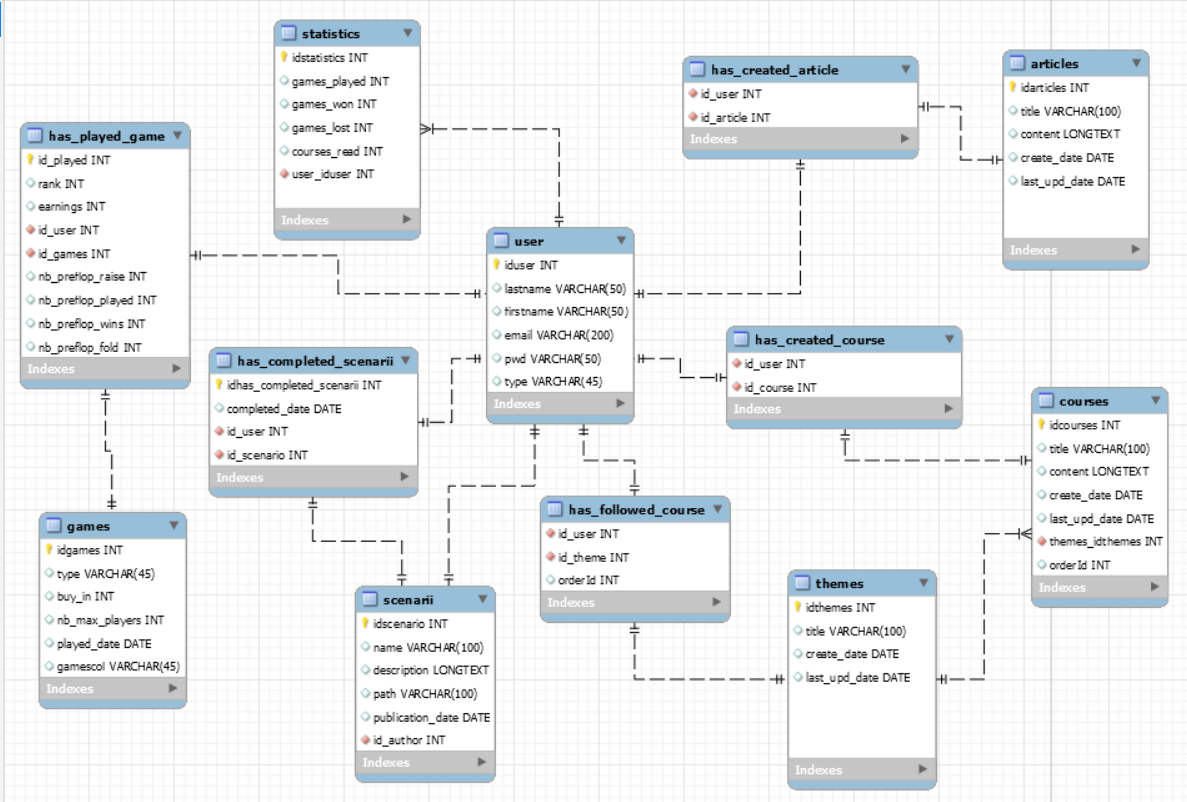 statistics
idstatistics INT
games_played INT
games_won INT
games_lost INT
courses_read INT
user_iduser INT
Indexes
has_created_article
id_user INT
id_article INT
Indexes
articles
idarticles INT
title VARCHAR(100)
content LONGTEXT
create_date DATE
last_upd_date DATE
Indexes
has_played_game
id_played INT
rank INT
earnings INT
id_user INT
id_games INT
nb_preflop_raise INT
nb_preflop_played INT
nb_preflop_wins INT
nb_preflop_fold INT
Indexes
user
iduser INT
lastname VARCHAR(50)
firstname VARCHAR(50)
email VARCHAR(200)
pwd VARCHAR(50)
type VARCHAR(45)
Indexes
has_completed_scenarii
idhas_completed_scenarii INT
completed_date DATE
id_user INT
id_scenario INT
Indexes
has_created_course
id_user INT
id_course INT
Indexes
courses
idcourses INT
title VARCHAR(100)
content LONGTEXT
create_date DATE
last_upd_date DATE
themes_idthemes INT
orderId INT
Indexes
games
idgames INT
type VARCHAR(45)
buy_in INT
nb_max_players INT
played_date DATE
gamescol VARCHAR(45)
Indexes
has_followed_course
id_user INT
id_theme INT
orderId INT
Indexes
scenarii
idscenario INT
name VARCHAR(100)
description LONGTEXT
path VARCHAR(100)
publication_date DATE
id_author INT
Indexes
themes
idthemes INT
title VARCHAR(100)
create_date DATE
last_upd_date DATE
Indexes